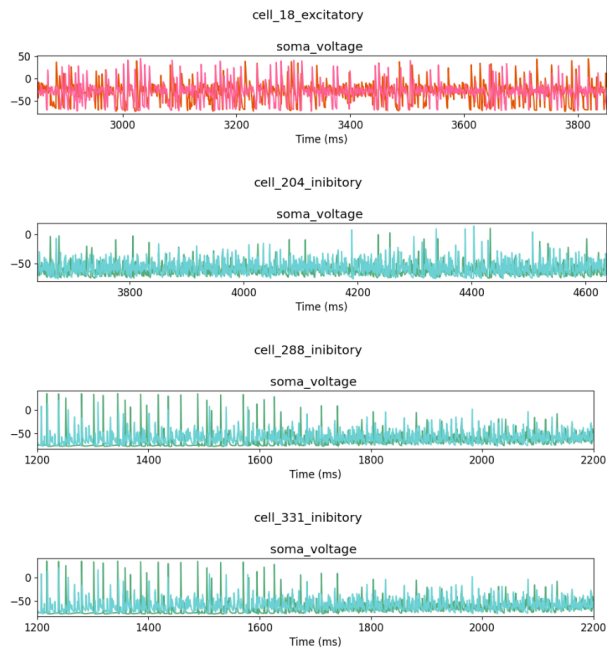 cell_18_excitatory
soma_voltage
50
0
−50
3000 3200 3400 3600 3800
Time (ms)
cell_204_inibitory
soma_voltage
0
−50
3800 4000 4200 4400 4600
Time (ms)
cell_288_inibitory
soma_voltage
0
−50
1200 1400 1600 1800 2000 2200
Time (ms)
cell_331_inibitory
soma_voltage
0
−50
1200 1400 1600 1800 2000 2200
Time (ms)